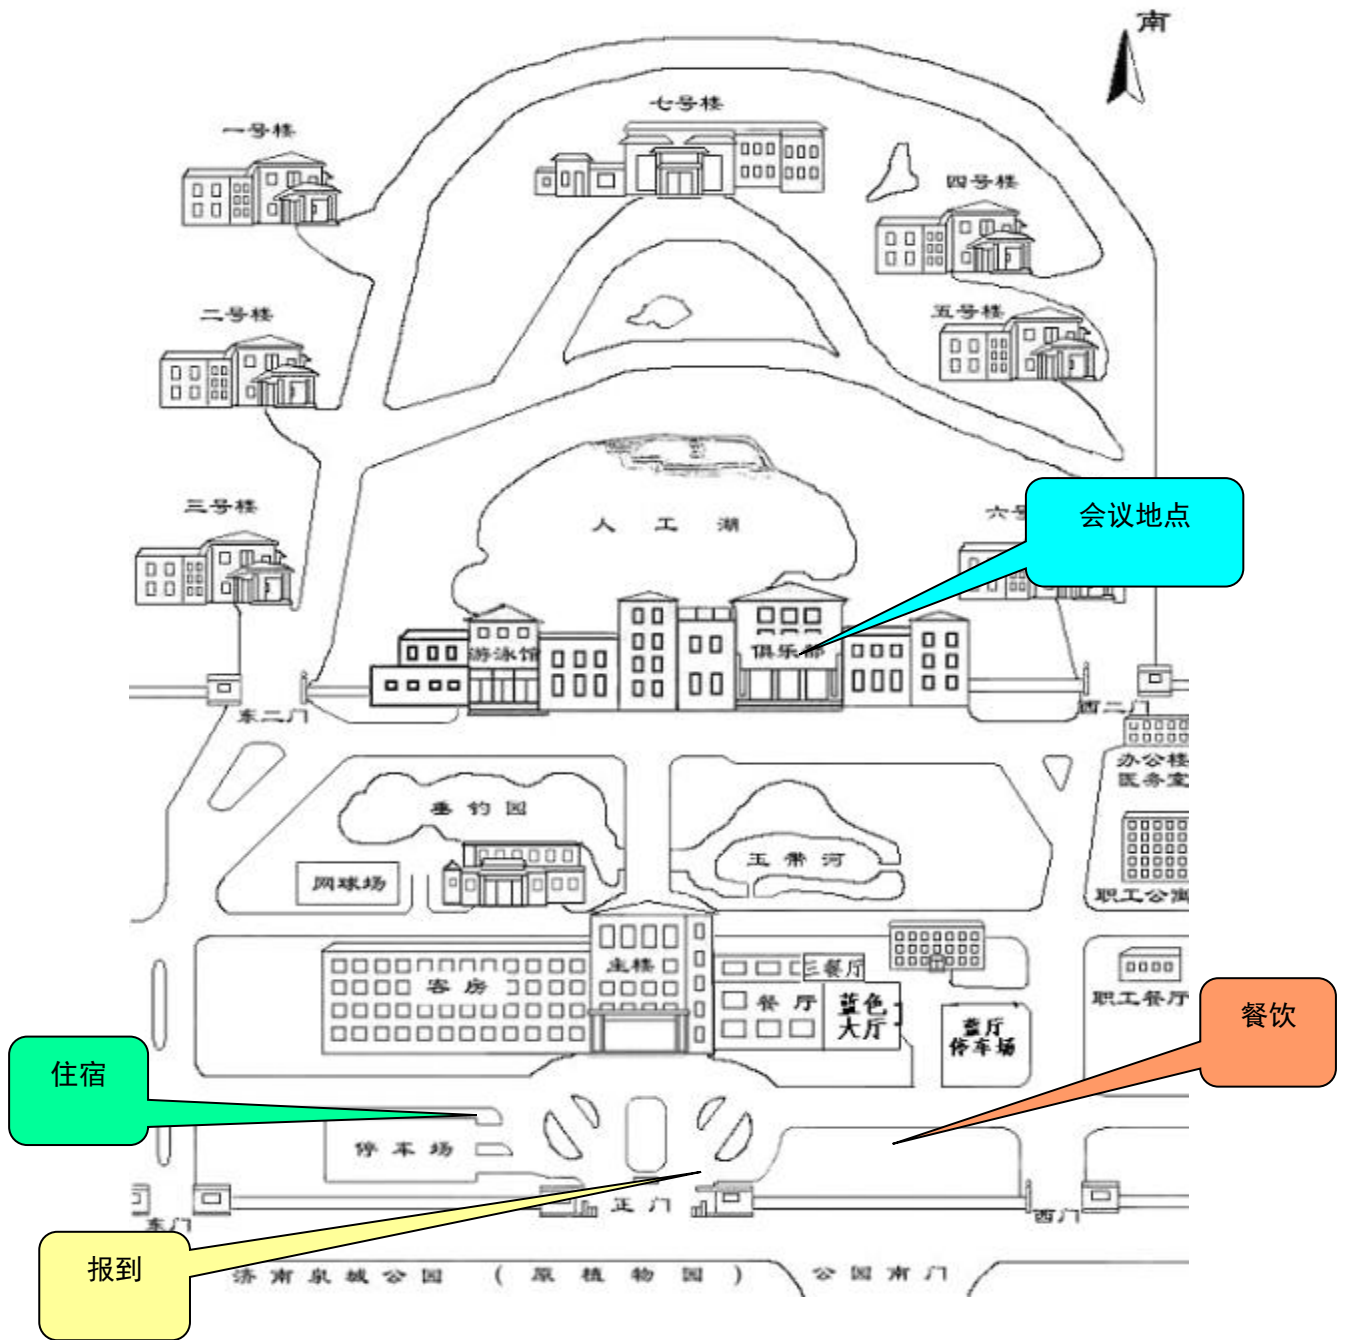 南
七号楼
一号楼
四号楼
二号楼
五号楼
三号楼
人工湖
六号
会议地点
游泳馆
俱乐部
东二门
西二门
办公楼
医务室
垂钓园
玉带河
网球场
职工公寓
主楼
三餐厅
客房
餐厅
蓝色
大厅
职工餐厅
蓝厅
停车场
餐饮
住宿
停车场
正门
东门
西门
报到
济南泉城公园（原植物园）
公园南门